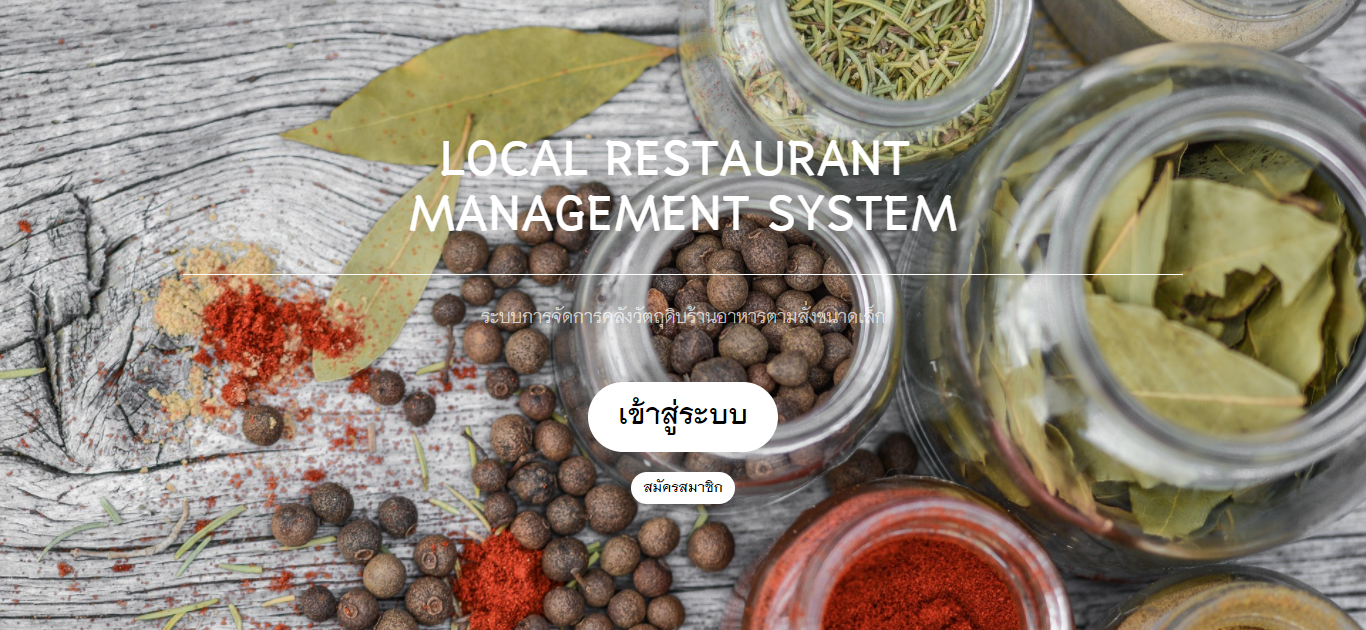 LOCAL RESTAURANT
MANAGEMENT SYSTEM
ระบบการจัดการคลังวัตถุดิบร้านอาหารตามสั่งขนาดเล็ก
เข้าสู่ระบบ
สมัครสมาชิก